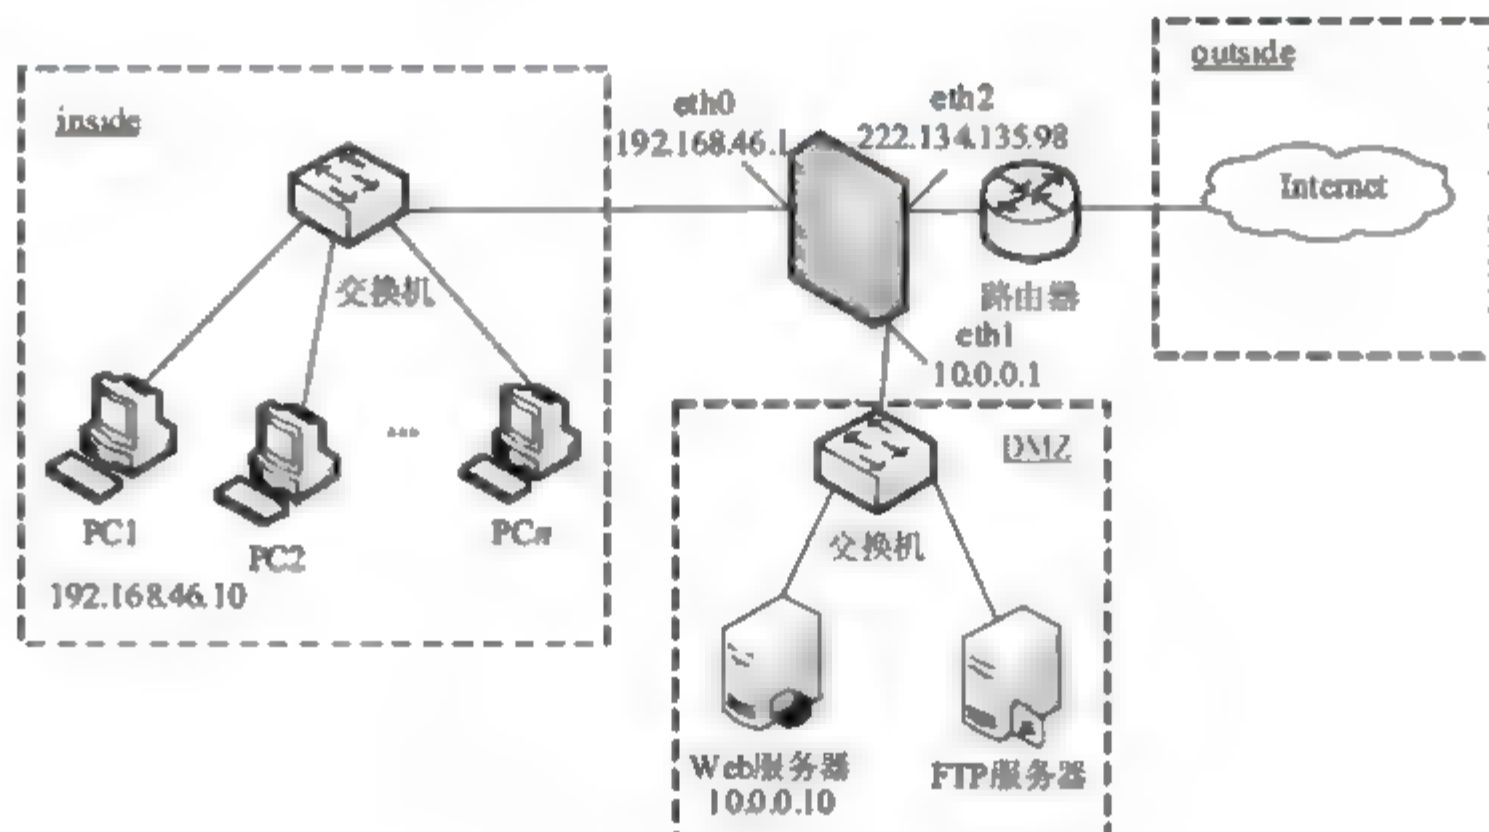 inside
eth0
192.168.46.1
eth2
222.134.135.98
outside
Internet
交换机
路由器
eth1
10.0.0.1
DMZ
PC1
PC2
...
PCn
192.168.46.10
交换机
Web服务器
10.0.0.10
FTP服务器